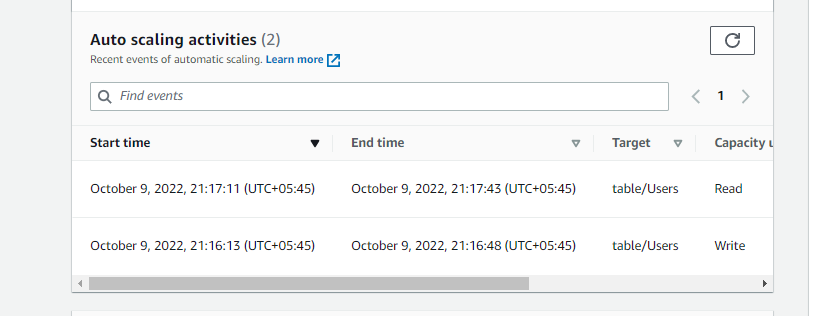 Auto scaling activities (2)
Recent events of automatic scaling. Learn more
Find events
1
Start time End time Target Capacity u
October 9, 2022, 21:17:11 (UTC+05:45) October 9, 2022, 21:17:43 (UTC+05:45) table/Users Read
October 9, 2022, 21:16:13 (UTC+05:45) October 9, 2022, 21:16:48 (UTC+05:45) table/Users Write